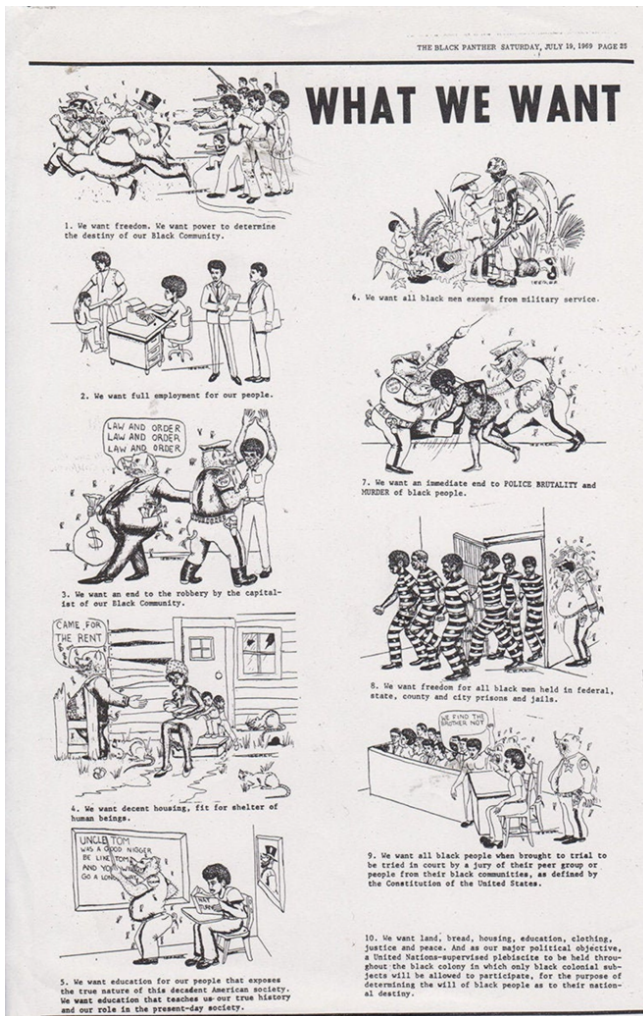 THE BLACK PANTHER SATURDAY, JULY 19, 1969 PAGE 25
WHAT WE WANT
1. We want freedom. We want power to determine
the destiny of our Black Community.
2. We want full employment for our people.
LAW AND ORDER
LAW AND ORDER
LAW AND ORDER
$
3. We want an end to the robbery by the capital-
ist of our Black Community.
CAME FOR
THE RENT
4. We want decent housing, fit for shelter of
human beings.
UNCLE TOM
WAS A GOOD NIGGER
BE LIKE TOM
AND
GO A
NAT
5. We want education for our people that exposes
the true nature of this decadent American society.
We want education that teaches us our true history
and our role in the present-day society.
6. We want all black men exempt from military service.
7. We want an immediate end to POLICE BRUTALITY and
MURDER of black people.
8. We want freedom for all black men held in federal,
state, county and city prisons and jails.
WE FIND THE
BROTHER NOT
9. We want all black people when brought to trial to
be tried in court by a jury of their peer group or
people from their black communities, as defined by
the Constitution of the United States.
10. We want land, bread, housing, education, clothing,
justice and peace. And as our major political objective,
a United Nations-supervised plebiscite to be held throu-
ghout the black colony in which only black colonial sub-
jects will be allowed to participate, for the purpose of
determining the will of black people as to their nation-
al destiny.